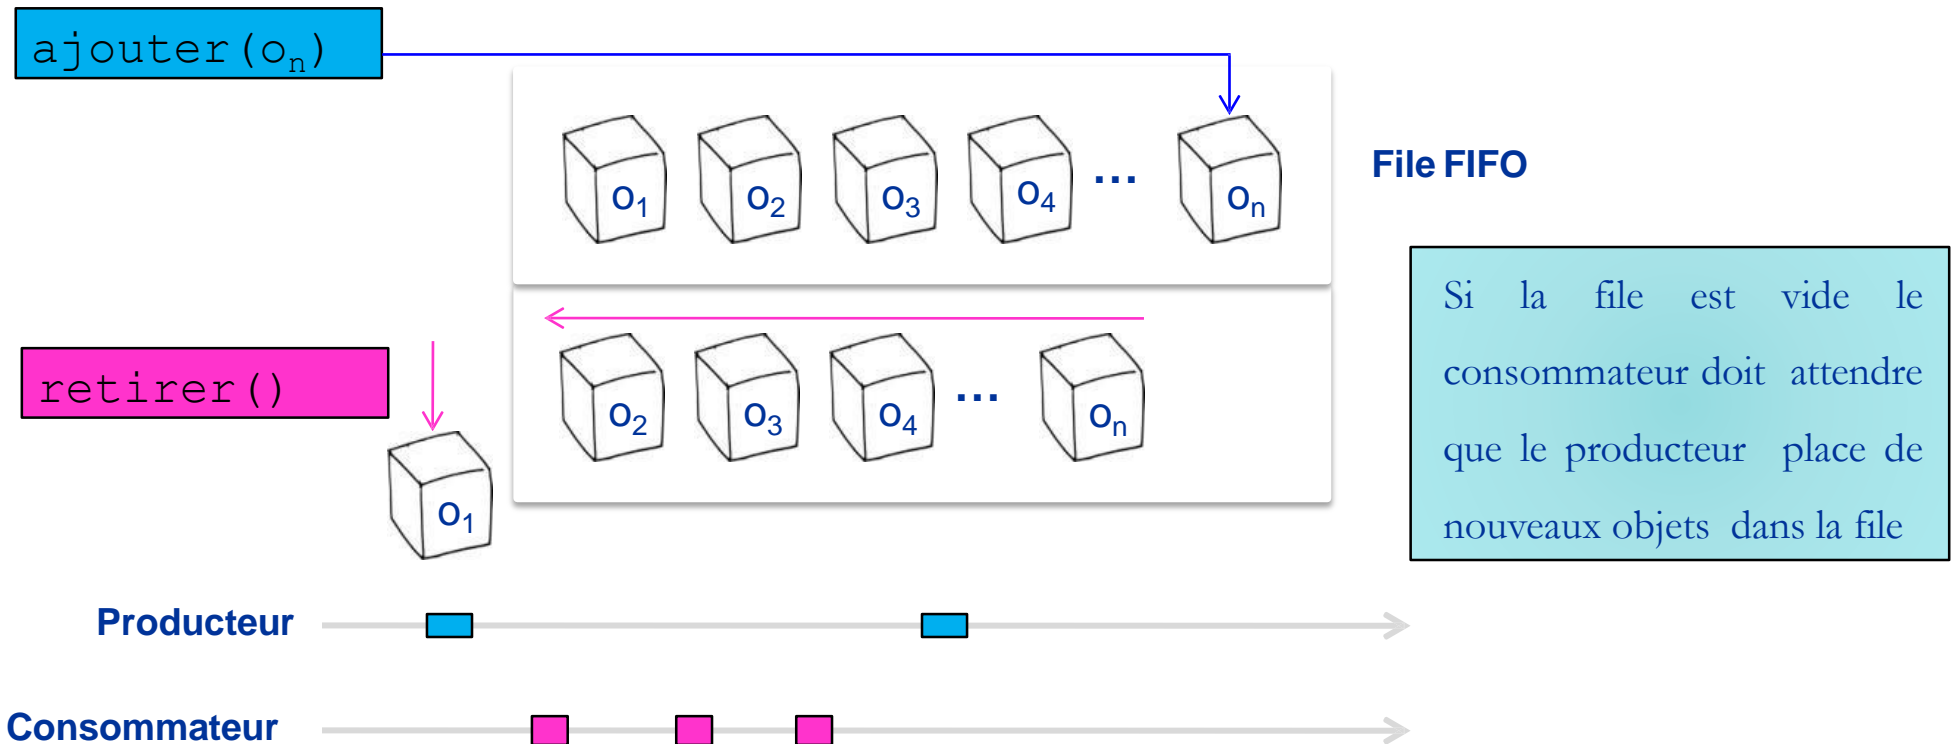 ajouter(oₙ)
O₁ O₂ O₃ O₄ ... Oₙ
File FIFO
retirer()
O₂ O₃ O₄ ... Oₙ
O₁
Si la file est vide le
consommateur doit attendre
que le producteur place de
nouveaux objets dans la file
Producteur
Consommateur